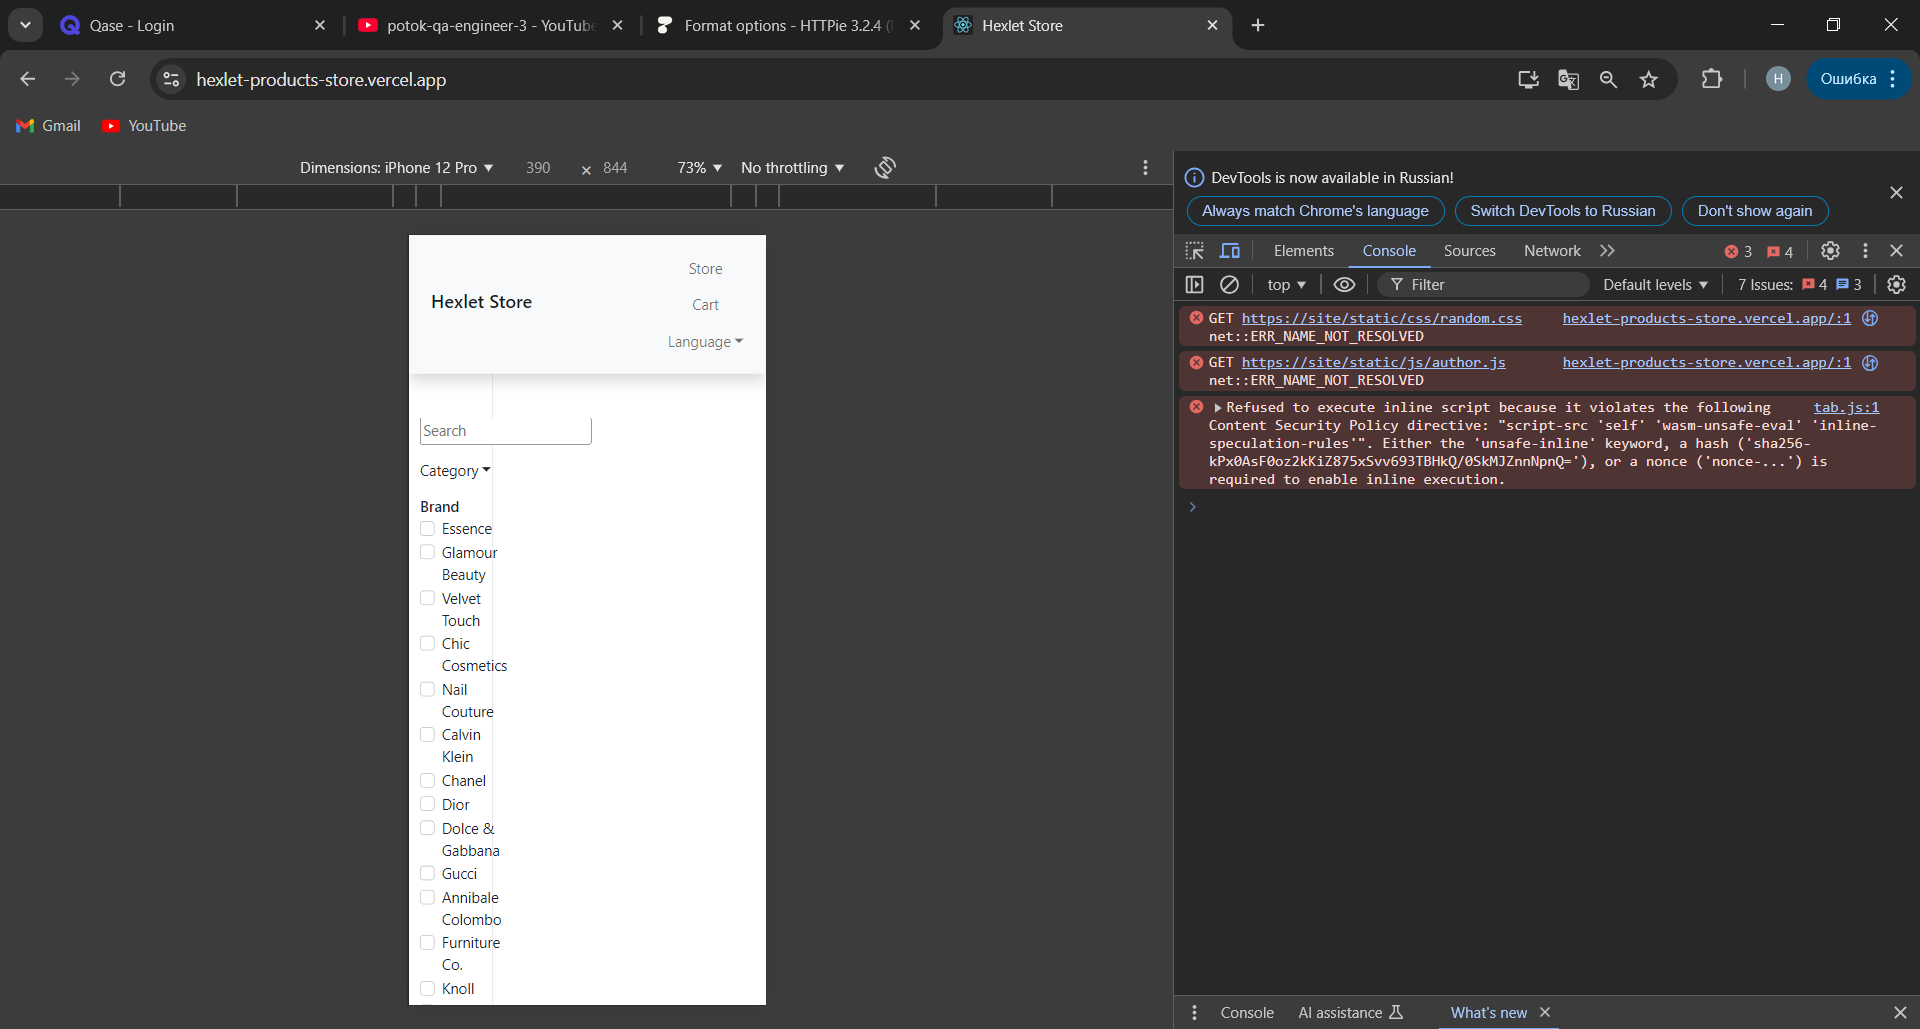 Qase - Login
potok-qa-engineer-3 - YouTube
Format options - HTTPie 3.2.4 (
Hexlet Store
hexlet-products-store.vercel.app
H
Ошибка
Gmail
YouTube
Dimensions: iPhone 12 Pro
390 × 844
73%
No throttling
DevTools is now available in Russian!
Always match Chrome's language
Switch DevTools to Russian
Don't show again
Elements
Console
Sources
Network
3
4
top
Filter
Default levels
7 Issues: 4 3
GET https://site/static/css/random.css hexlet-products-store.vercel.app/:1
net::ERR_NAME_NOT_RESOLVED
GET https://site/static/js/author.js hexlet-products-store.vercel.app/:1
net::ERR_NAME_NOT_RESOLVED
Refused to execute inline script because it violates the following tab.js:1
Content Security Policy directive: "script-src 'self' 'wasm-unsafe-eval' 'inline-
speculation-rules'". Either the 'unsafe-inline' keyword, a hash ('sha256-
kPx0AsF0oz2kKiZ875xSvv693TBHkQ/0SkMJZnnNpnQ='), or a nonce ('nonce-...') is
required to enable inline execution.
Hexlet Store
Store
Cart
Language
Search
Category
Brand
Essence
Glamour
Beauty
Velvet
Touch
Chic
Cosmetics
Nail
Couture
Calvin
Klein
Chanel
Dior
Dolce &
Gabbana
Gucci
Annibale
Colombo
Furniture
Co.
Knoll
Console
AI assistance
What's new